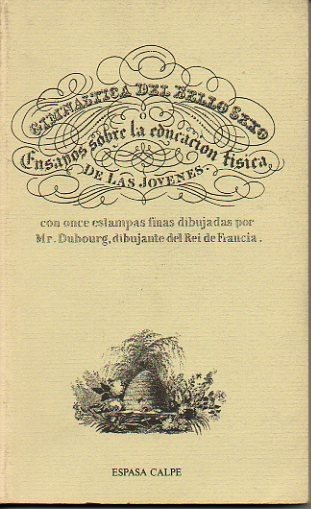 GIMNASTICA DEL BELLO SEXO
ó
Ensayos sobre la educacion fisica,
DE LAS JOVENES.
con once estampas finas dibujadas por
Mr. Dubourg, dibujante del Rei de Francia.
ESPASA CALPE